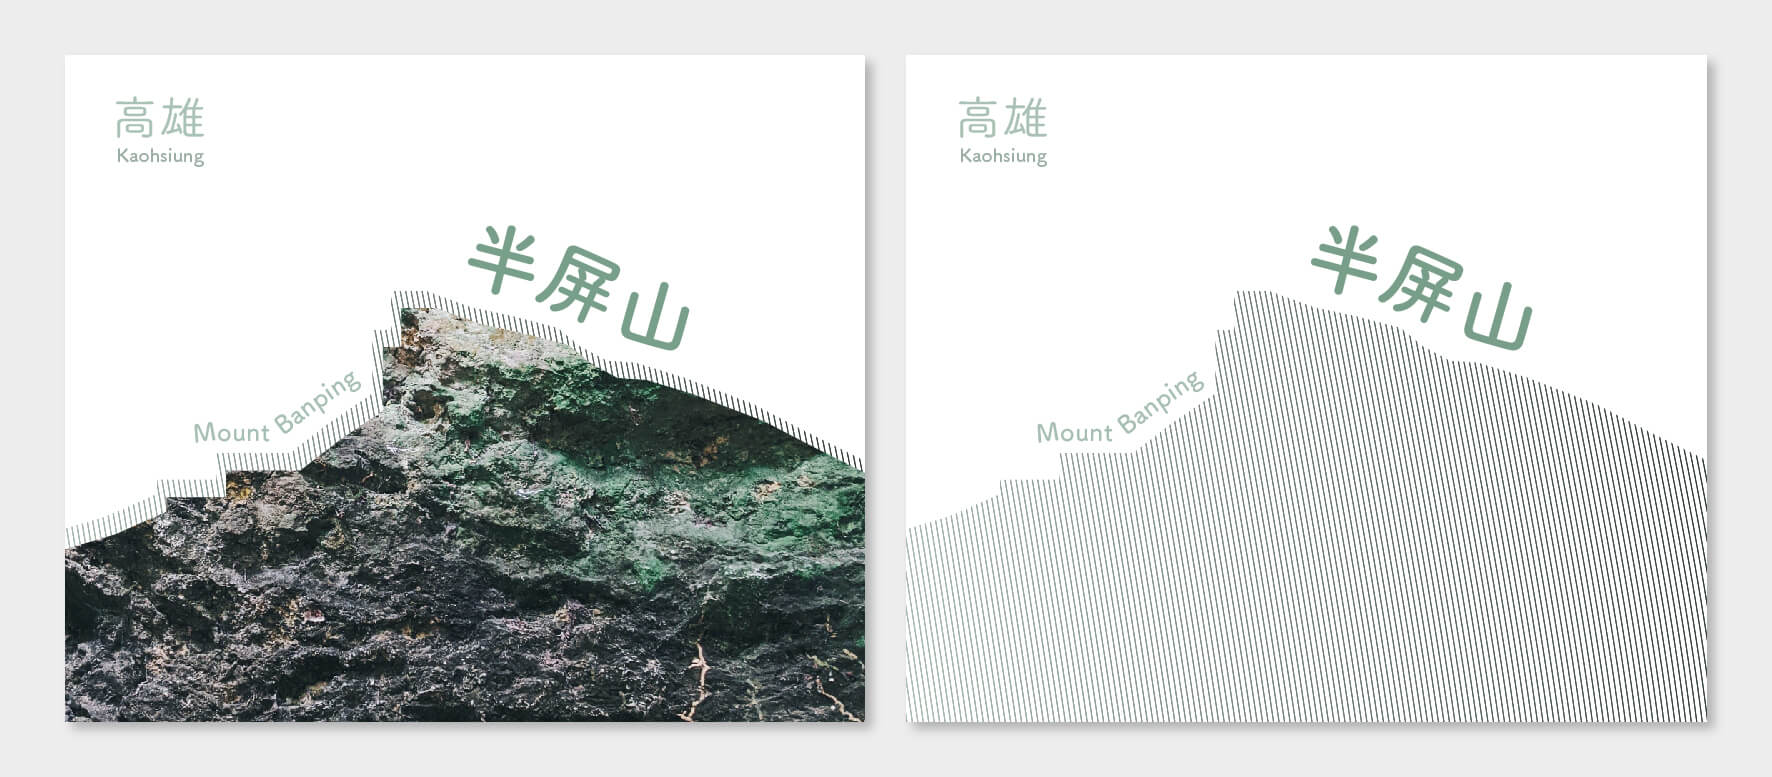 高雄
Kaohsiung
半屏山
Mount Banping
高雄
Kaohsiung
半屏山
Mount Banping